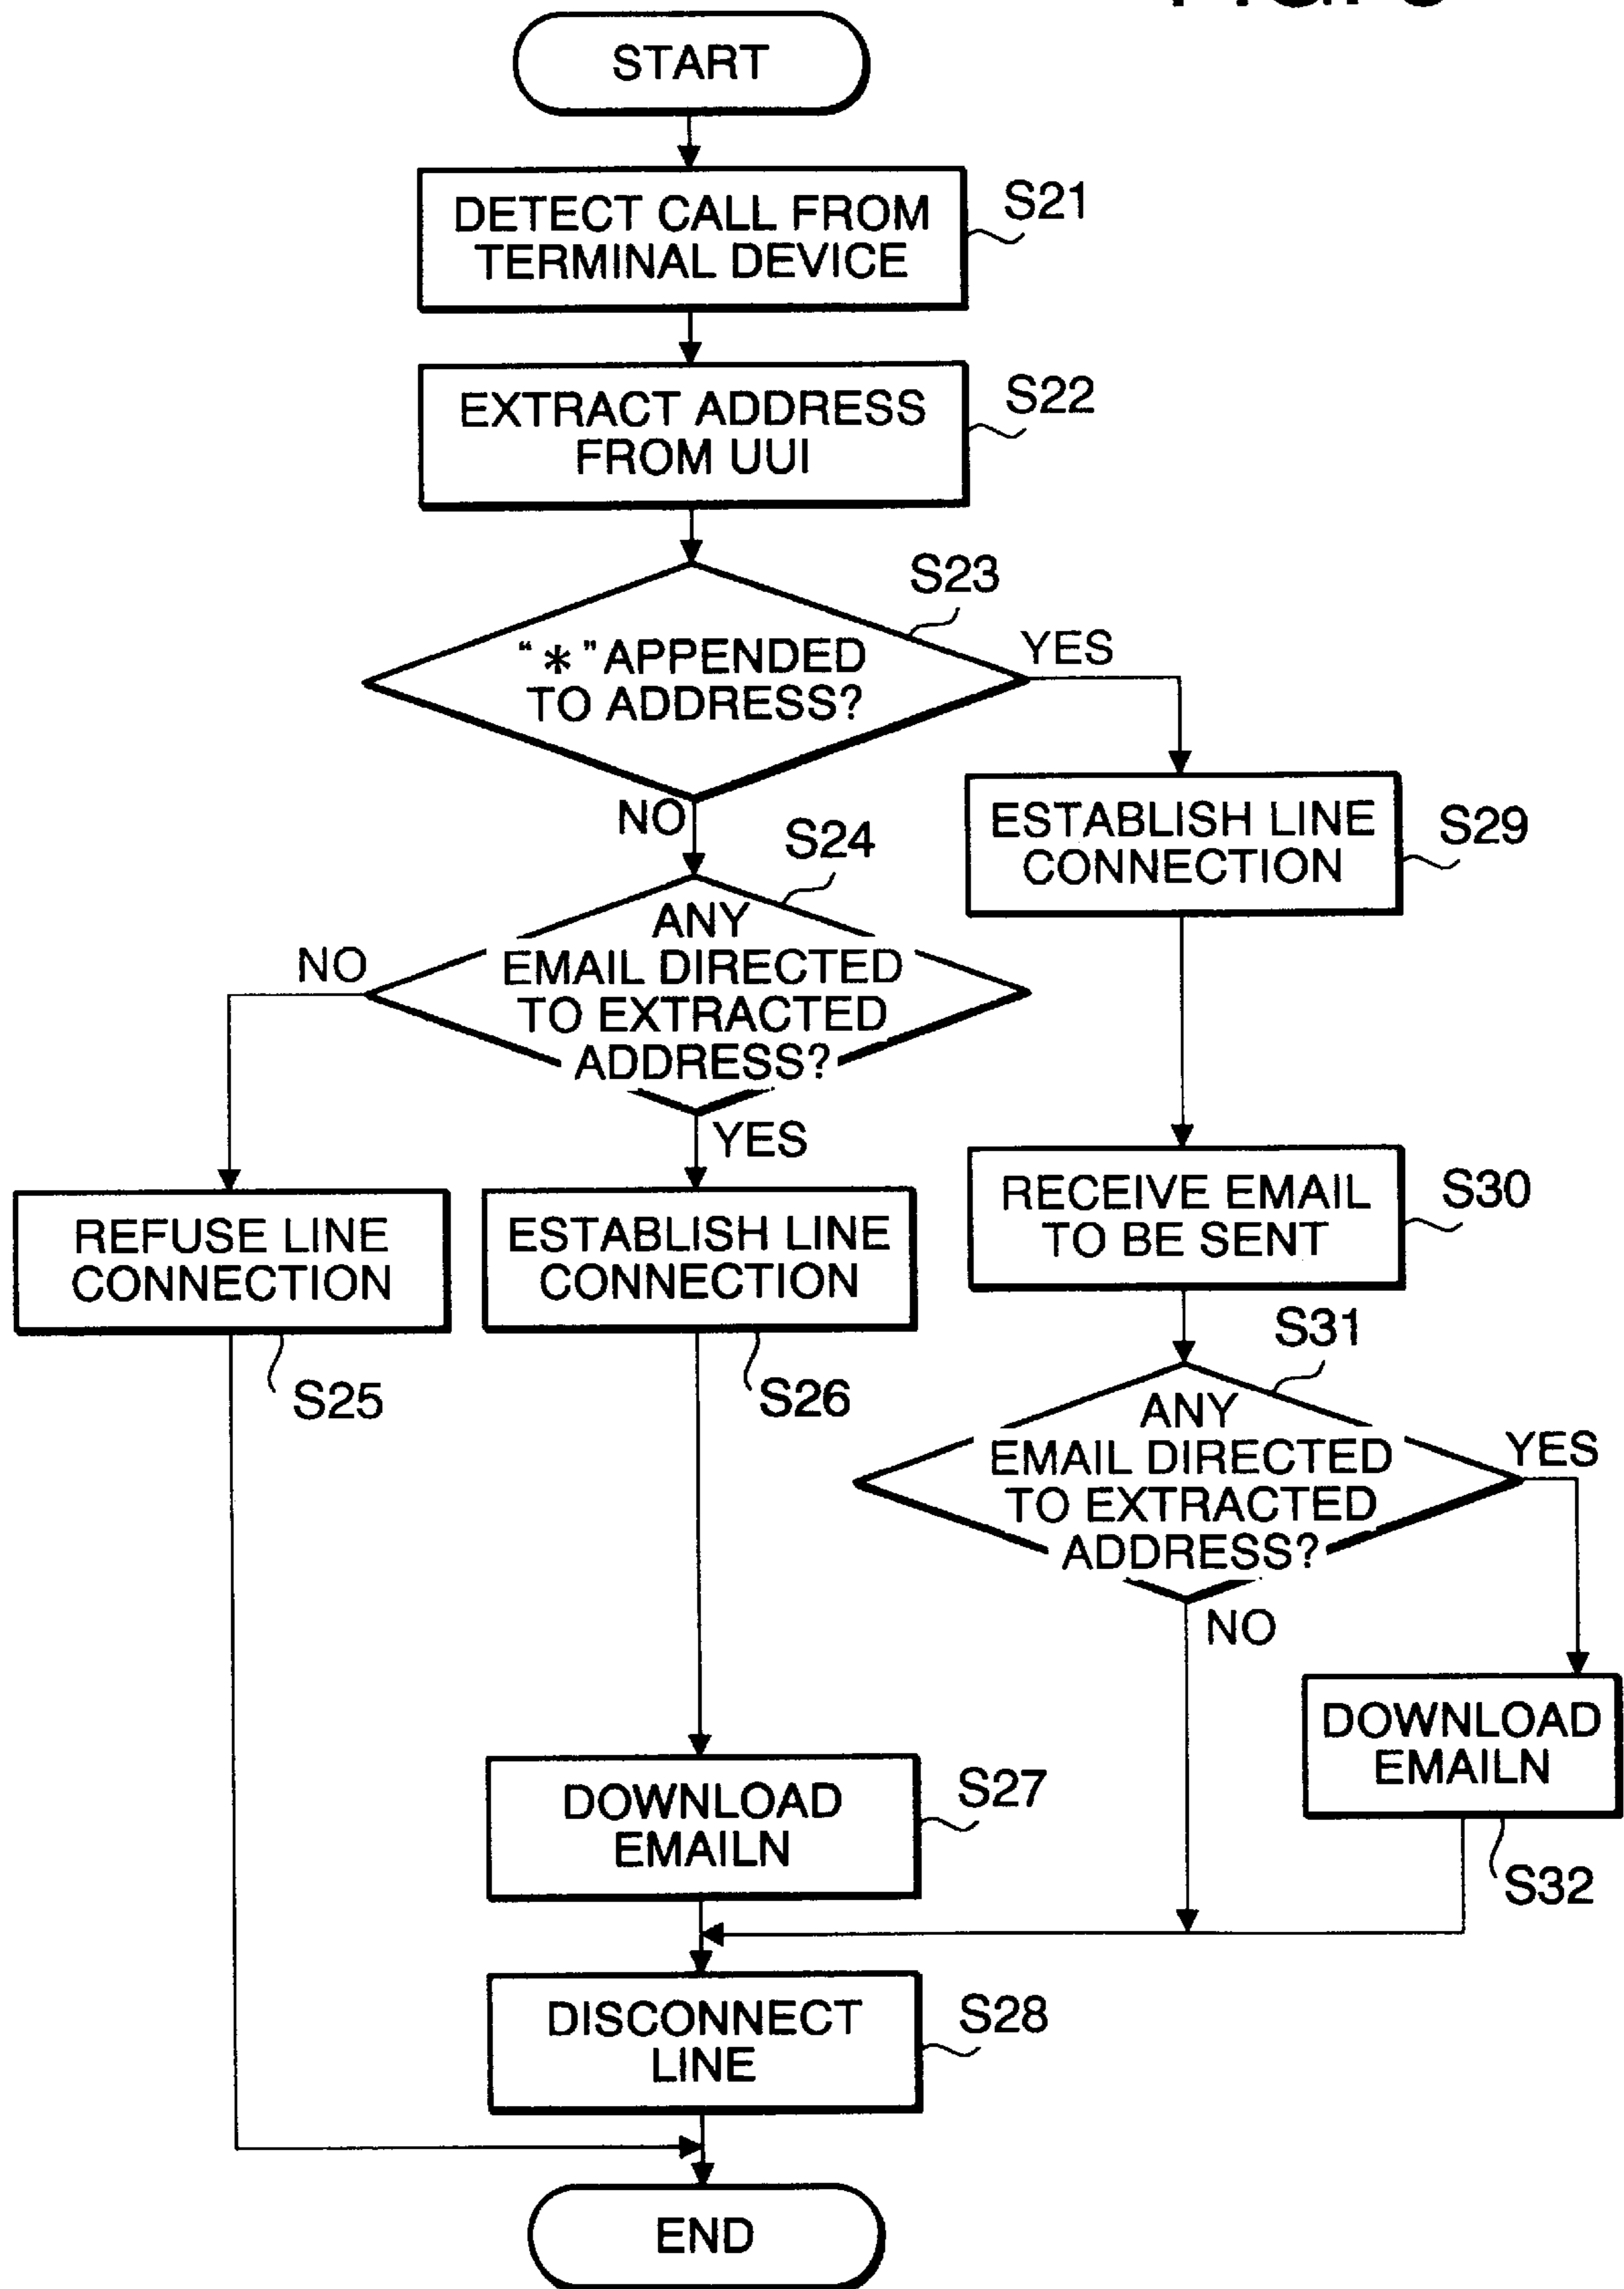 START
DETECT CALL FROM
TERMINAL DEVICE
S21
EXTRACT ADDRESS
FROM UUI
S22
S23
“ * ” APPENDED
TO ADDRESS?
YES
NO
ESTABLISH LINE
CONNECTION
S29
S24
ANY
EMAIL DIRECTED
TO EXTRACTED
ADDRESS?
NO
YES
REFUSE LINE
CONNECTION
S25
ESTABLISH LINE
CONNECTION
S26
RECEIVE EMAIL
TO BE SENT
S30
S31
ANY
EMAIL DIRECTED
TO EXTRACTED
ADDRESS?
YES
NO
DOWNLOAD
EMAILN
S32
DOWNLOAD
EMAILN
S27
DISCONNECT
LINE
S28
END